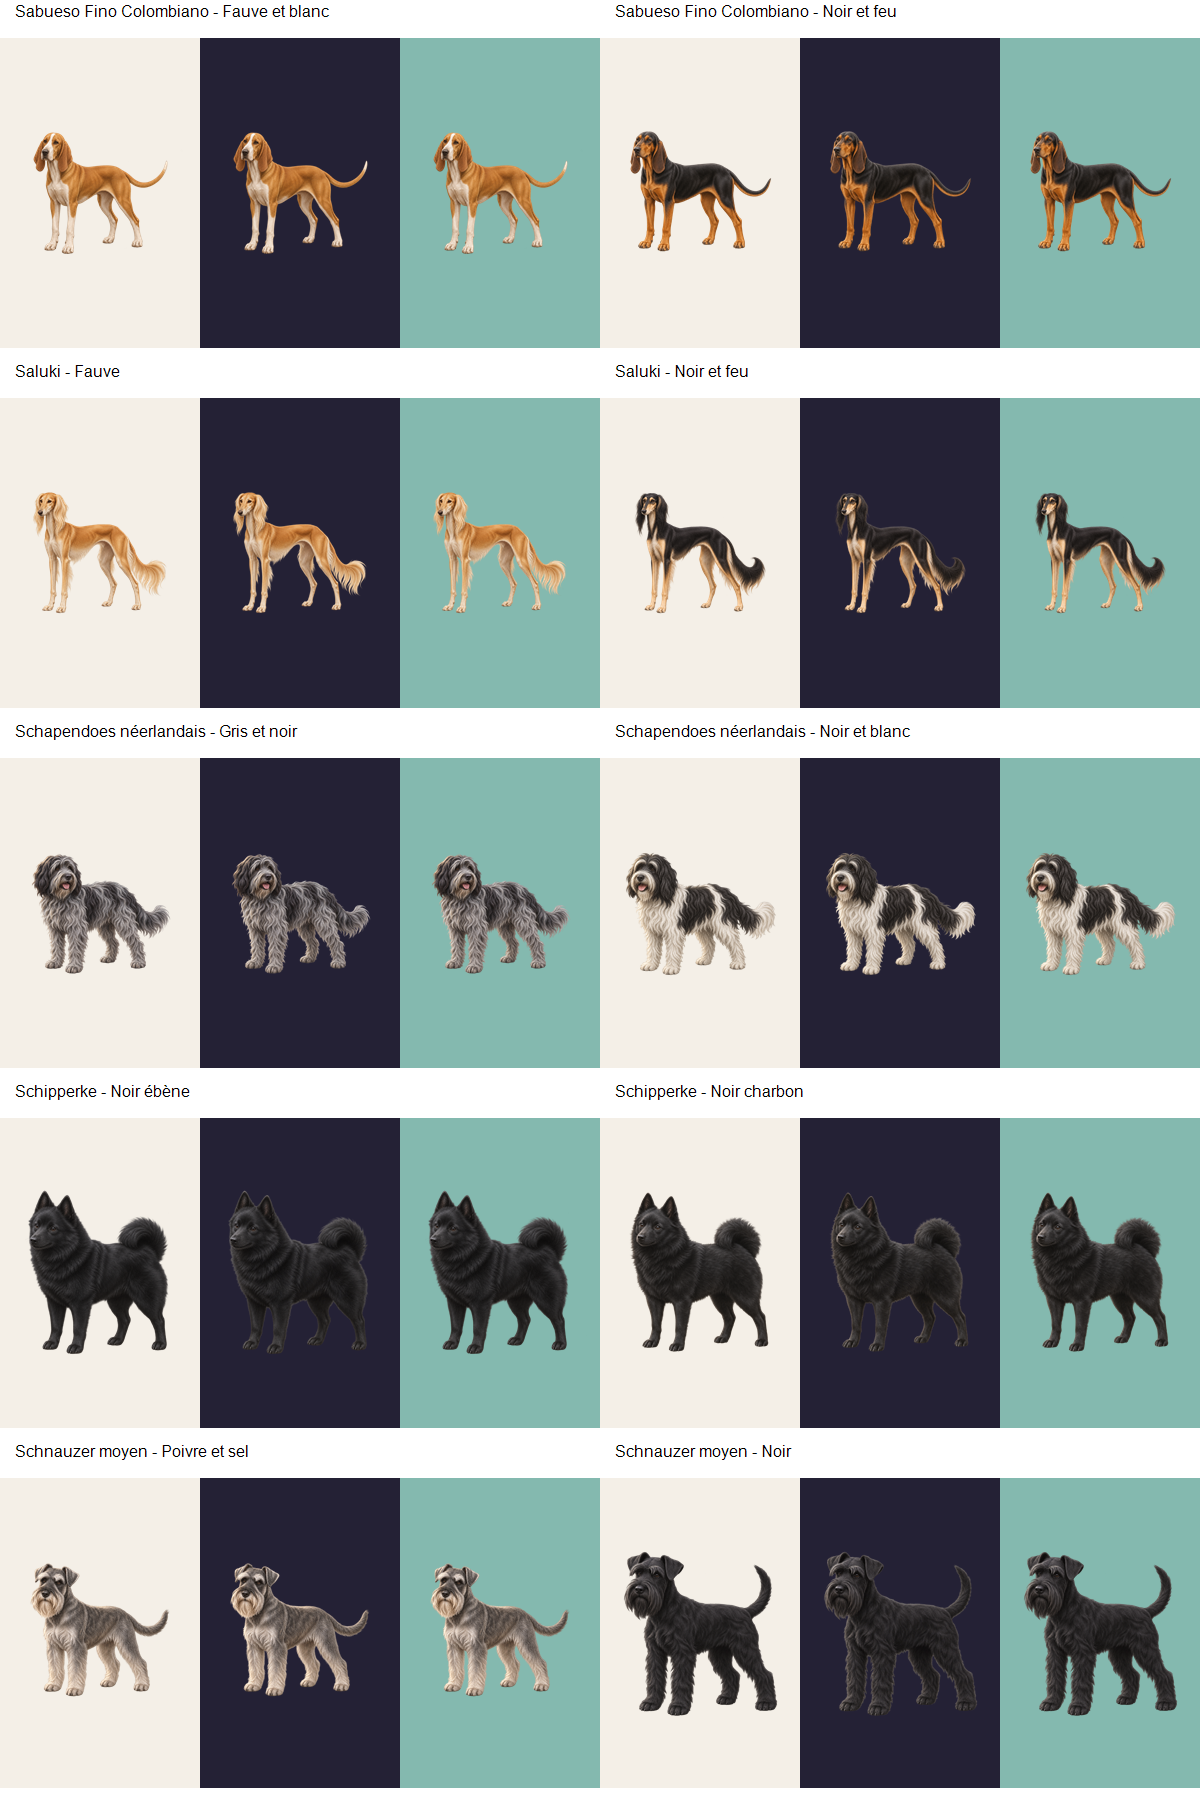 Sabueso Fino Colombiano - Fauve et blanc
Sabueso Fino Colombiano - Noir et feu
Saluki - Fauve
Saluki - Noir et feu
Schapendoes néerlandais - Gris et noir
Schapendoes néerlandais - Noir et blanc
Schipperke - Noir ébène
Schipperke - Noir charbon
Schnauzer moyen - Poivre et sel
Schnauzer moyen - Noir